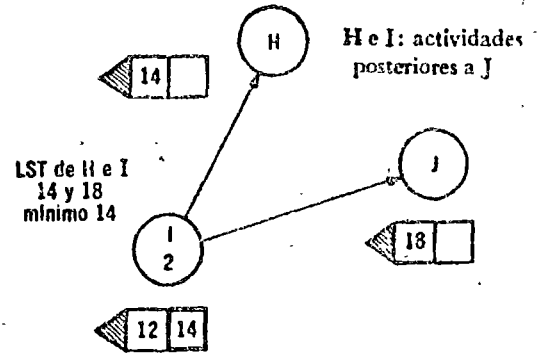 H
H e I: actividades
posteriores a J
14
LST de H e I
14 y 18
mínimo 14
J
I
2
18
12 14